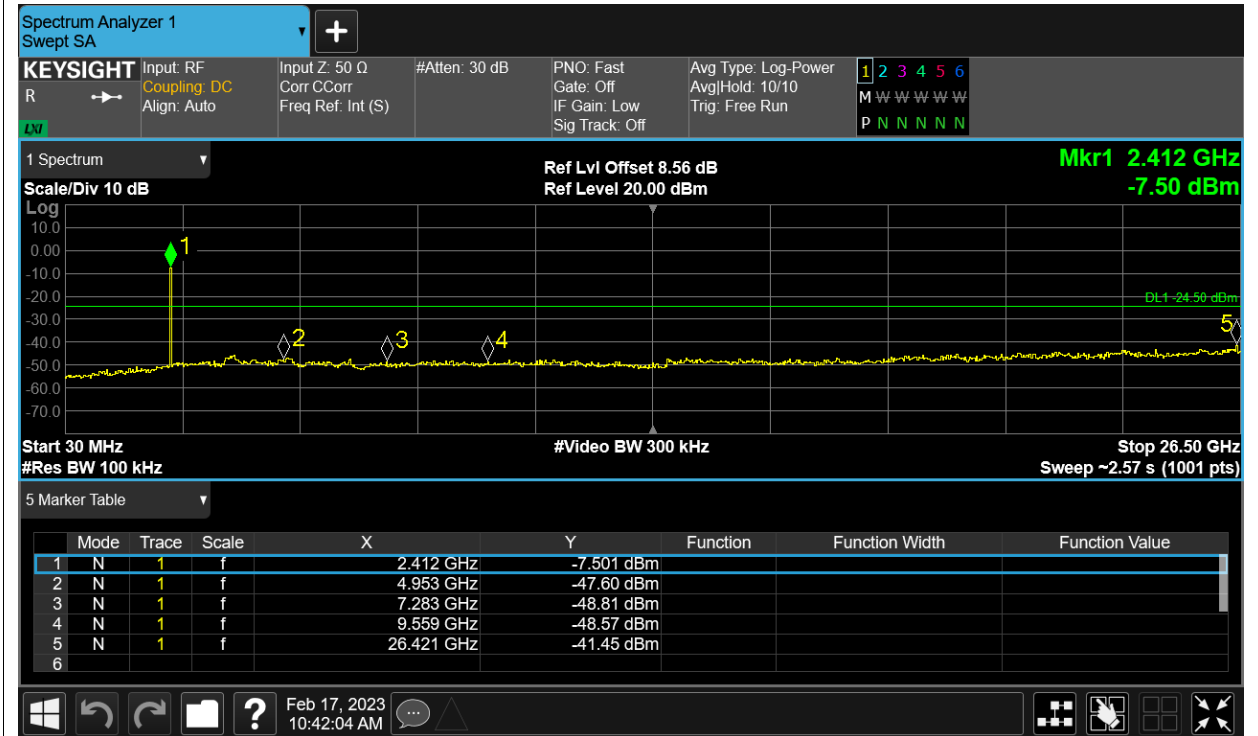 Spectrum Analyzer 1
Swept SA
KEYSIGHT
R
LXI
Input: RF
Coupling: DC
Align: Auto
Input Z: 50 Ω
Corr CCorr
Freq Ref: Int (S)
#Atten: 30 dB
PNO: Fast
Gate: Off
IF Gain: Low
Sig Track: Off
Avg Type: Log-Power
Avg|Hold: 10/10
Trig: Free Run
1 2 3 4 5 6
M W W W W W
P N N N N N
1 Spectrum
Scale/Div 10 dB
Ref Lvl Offset 8.56 dB
Ref Level 20.00 dBm
Mkr1 2.412 GHz
-7.50 dBm
Log
10.0
0.00
-10.0
-20.0
-30.0
-40.0
-50.0
-60.0
-70.0
1
2
3
4
5
DL1 -24.50 dBm
Start 30 MHz
#Res BW 100 kHz
#Video BW 300 kHz
Stop 26.50 GHz
Sweep ~2.57 s (1001 pts)
5 Marker Table
Mode Trace Scale X Y Function Function Width Function Value
1 N 1 f 2.412 GHz -7.501 dBm
2 N 1 f 4.953 GHz -47.60 dBm
3 N 1 f 7.283 GHz -48.81 dBm
4 N 1 f 9.559 GHz -48.57 dBm
5 N 1 f 26.421 GHz -41.45 dBm
6
?
Feb 17, 2023
10:42:04 AM